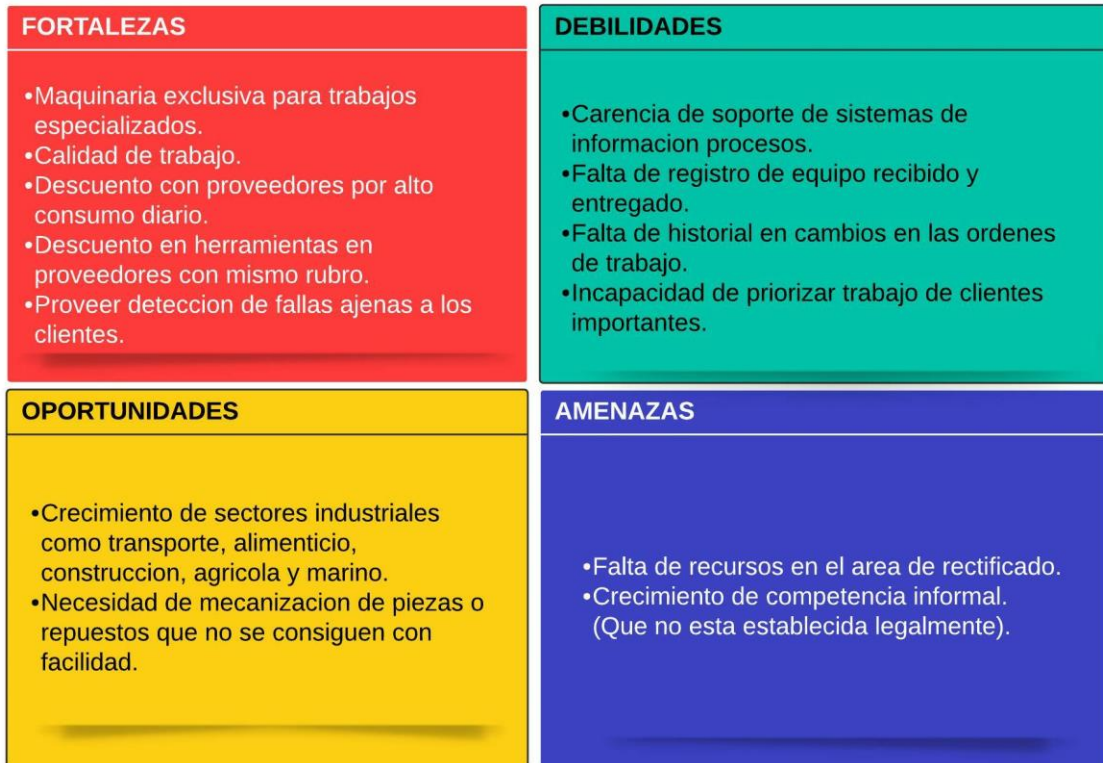 FORTALEZAS
•Maquinaria exclusiva para trabajos
especializados.
•Calidad de trabajo.
•Descuento con proveedores por alto
consumo diario.
•Descuento en herramientas en
proveedores con mismo rubro.
•Proveer deteccion de fallas ajenas a los
clientes.
DEBILIDADES
•Carencia de soporte de sistemas de
informacion procesos.
•Falta de registro de equipo recibido y
entregado.
•Falta de historial en cambios en las ordenes
de trabajo.
•Incapacidad de priorizar trabajo de clientes
importantes.
OPORTUNIDADES
•Crecimiento de sectores industriales
como transporte, alimenticio,
construccion, agricola y marino.
•Necesidad de mecanizacion de piezas o
repuestos que no se consiguen con
facilidad.
AMENAZAS
•Falta de recursos en el area de rectificado.
•Crecimiento de competencia informal.
(Que no esta establecida legalmente).